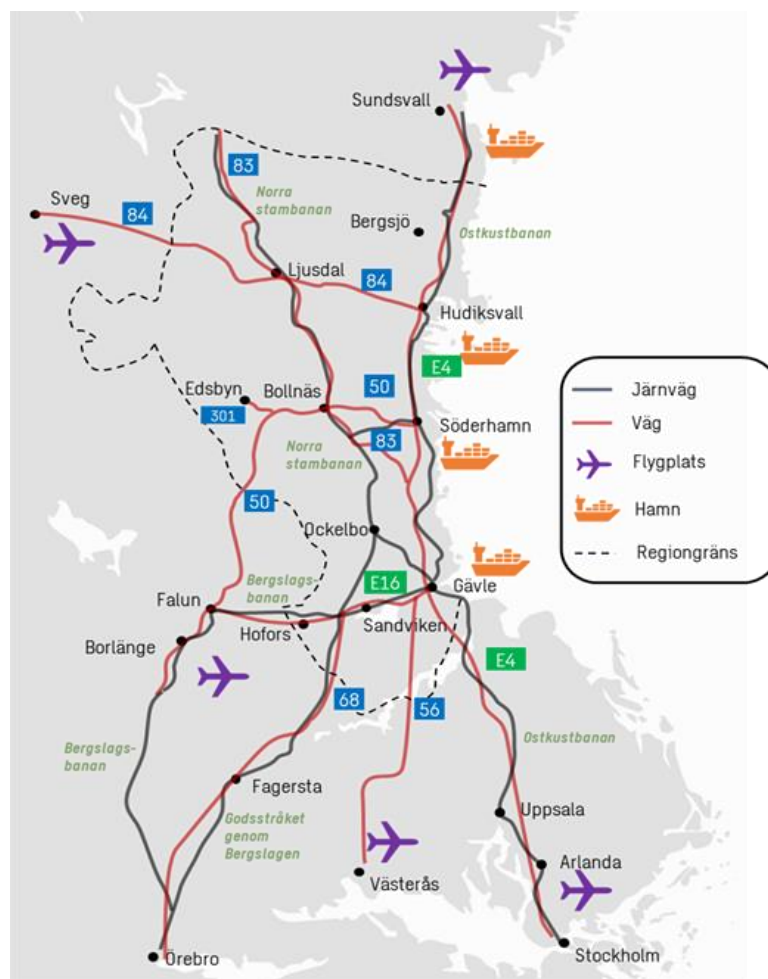 Sundsvall
83
Sveg
84
Norra
stambanan
Bergsjö
Ostkustbanan
Ljusdal
84
Hudiksvall
E4
Edsbyn
Bollnäs
50
301
Söderhamn
83
Norra
stambanan
50
Ockelbo
Bergslags-
banan
E16
Gävle
Falun
Hofors
Sandviken
Borlänge
E4
68
56
Bergslags-
banan
Ostkustbanan
Fagersta
Godsstråket
genom
Bergslagen
Uppsala
Arlanda
Västerås
Örebro
Stockholm
Järnväg
Väg
Flygplats
Hamn
Regiongräns